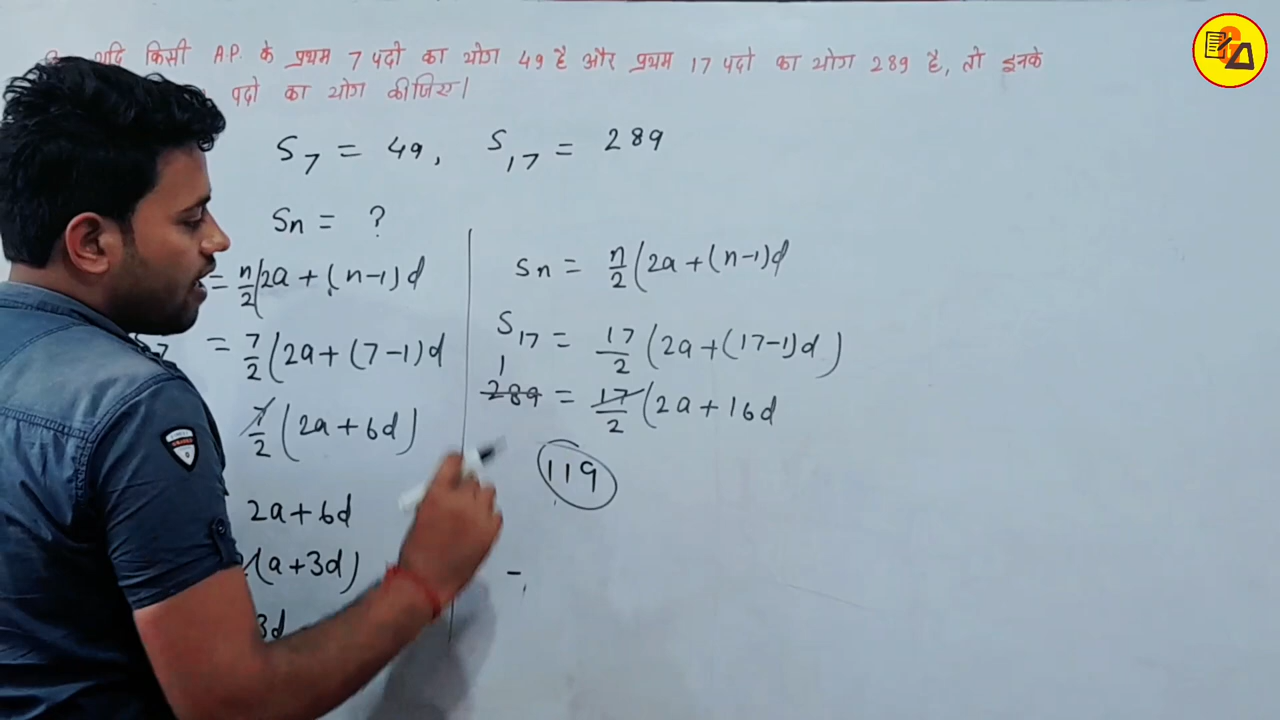 यदि किसी A.P. के प्रथम 7 पदो का योग 49 है और प्रथम 17 पदो का योग 289 है, तो इनके
पदो का योग कीजिए।
S₇ = 49, S₁₇ = 289
Sn = ?
= n/2(2a + (n-1)d
= 7/2(2a + (7-1)d
7/2(2a + 6d)
2a + 6d
(a + 3d)
3d
Sn = n/2(2a + (n-1)d
S₁₇ = 17/2(2a + (17-1)d)
1
289 = 17/2(2a + 16d
119
-